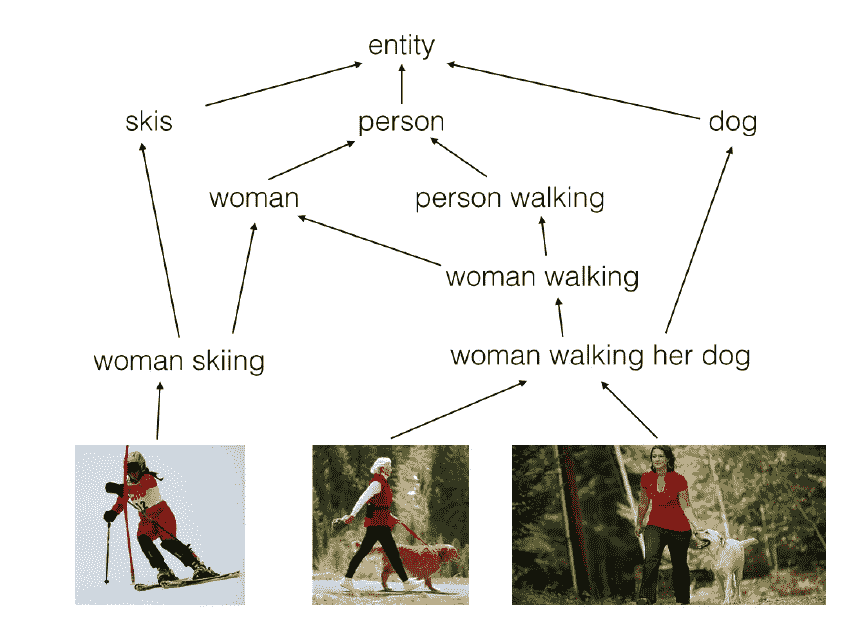 entity
skis
person
dog
woman
person walking
woman walking
woman skiing
woman walking her dog